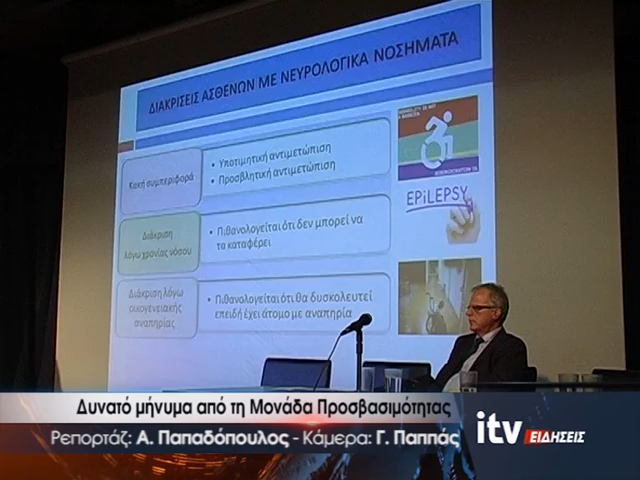 ΔΙΑΚΡΙΣΕΙΣ ΑΣΘΕΝΩΝ ΜΕ ΝΕΥΡΟΛΟΓΙΚΑ ΝΟΣΗΜΑΤΑ
Κακή συμπεριφορά
• Υποτιμητική αντιμετώπιση
• Προσβλητική αντιμετώπιση
EPiLEPSY
Διάκριση
λόγω χρονίας νόσου
• Πιθανολογείται ότι δεν μπορεί να
τα καταφέρει
Διάκριση λόγω
οικογενειακής
αναπηρίας
• Πιθανολογείται ότι θα δυσκολευτεί
επειδή έχει άτομο με αναπηρία
Δυνατό μήνυμα από τη Μονάδα Προσβασιμότητας
Ρεπορτάζ: Α. Παπαδόπουλος - Κάμερα: Γ. Παππάς
itv ΕΙΔΗΣΕΙΣ